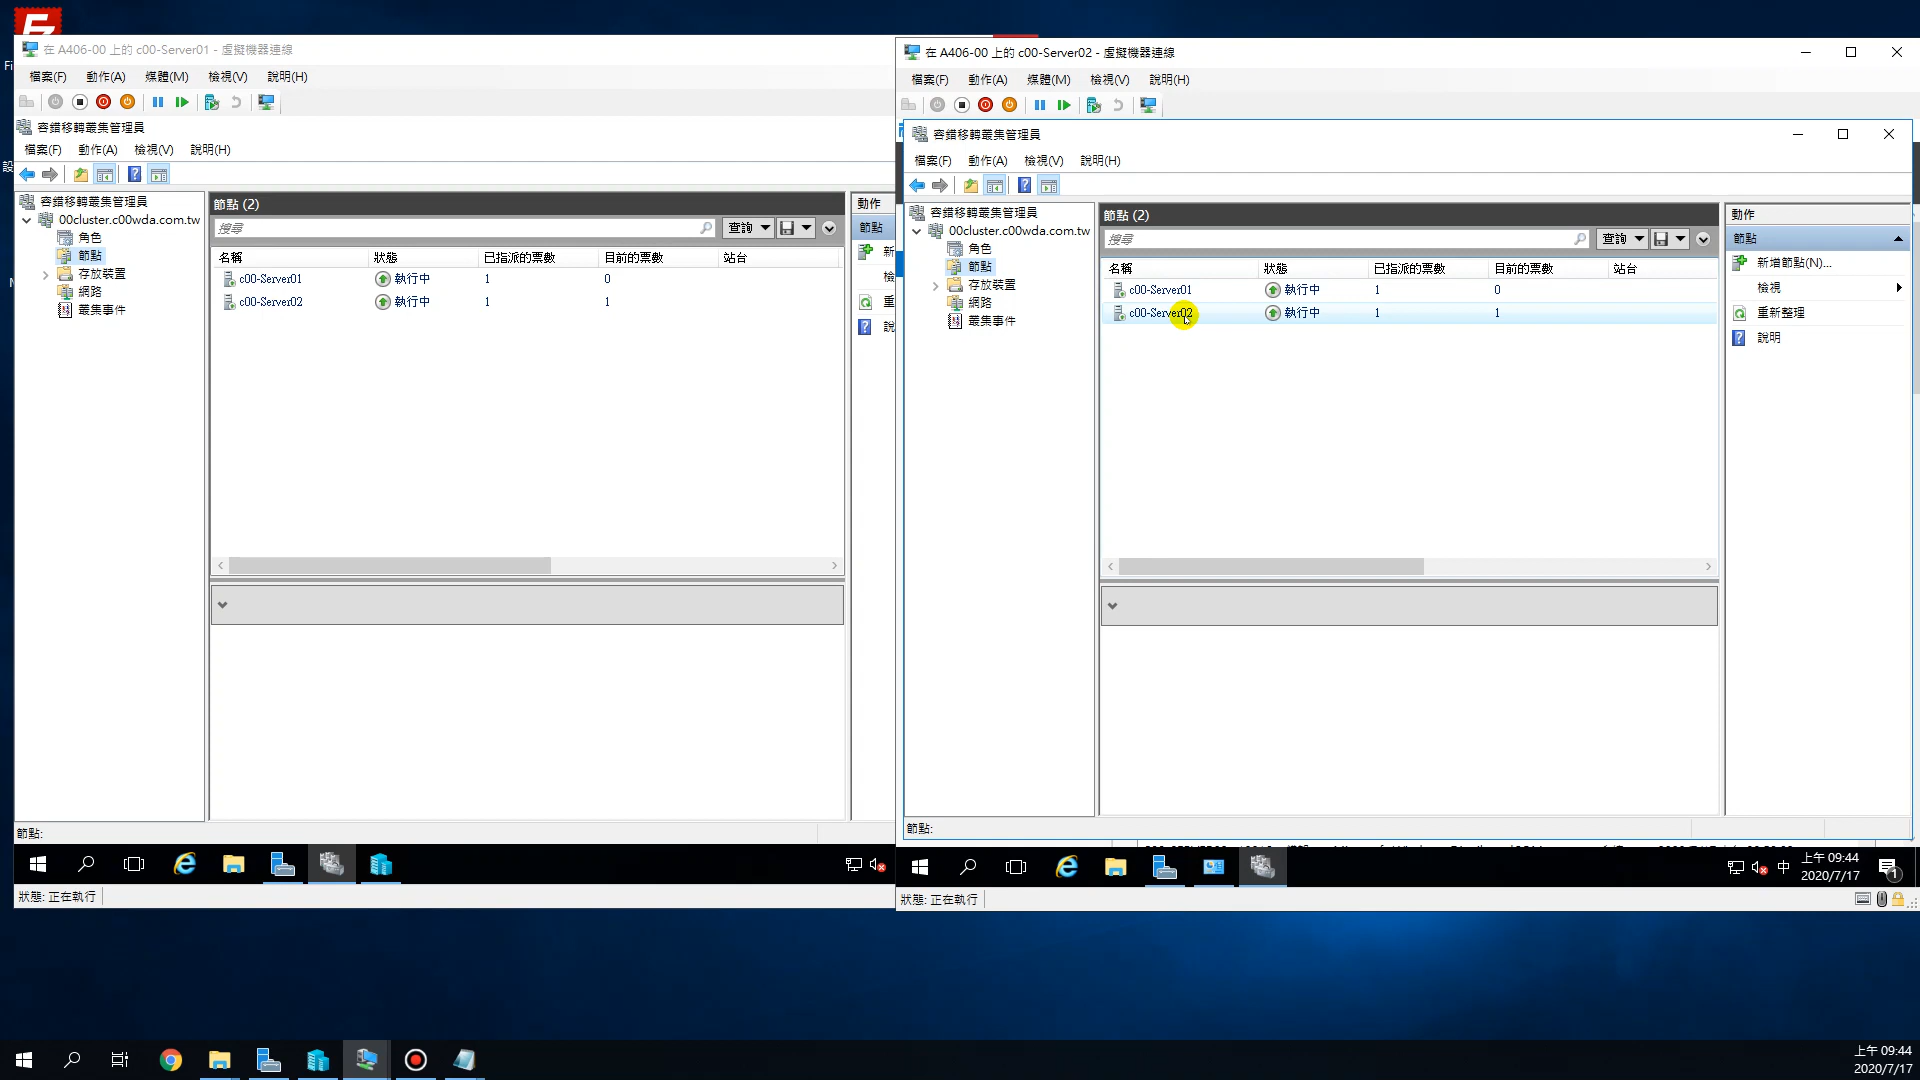 在 A406-00 上的 c00-Server01 - 虛擬機器連線
檔案(F) 動作(A) 媒體(M) 檢視(V) 說明(H)
容錯移轉叢集管理員
檔案(F) 動作(A) 檢視(V) 說明(H)
容錯移轉叢集管理員
00cluster.c00wda.com.tw
角色
節點
存放裝置
網路
叢集事件
節點 (2)
搜尋 查詢
名稱 狀態 已指派的票數 目前的票數 站台
c00-Server01 執行中 1 0
c00-Server02 執行中 1 1
動作
節點
新
檢
重
說
節點:
狀態: 正在執行
在 A406-00 上的 c00-Server02 - 虛擬機器連線
檔案(F) 動作(A) 媒體(M) 檢視(V) 說明(H)
容錯移轉叢集管理員
檔案(F) 動作(A) 檢視(V) 說明(H)
容錯移轉叢集管理員
00cluster.c00wda.com.tw
角色
節點
存放裝置
網路
叢集事件
節點 (2)
搜尋 查詢
名稱 狀態 已指派的票數 目前的票數 站台
c00-Server01 執行中 1 0
c00-Server02 執行中 1 1
動作
節點
新增節點(N)...
檢視
重新整理
說明
節點:
中
上午 09:44
2020/7/17
1
狀態: 正在執行
上午 09:44
2020/7/17